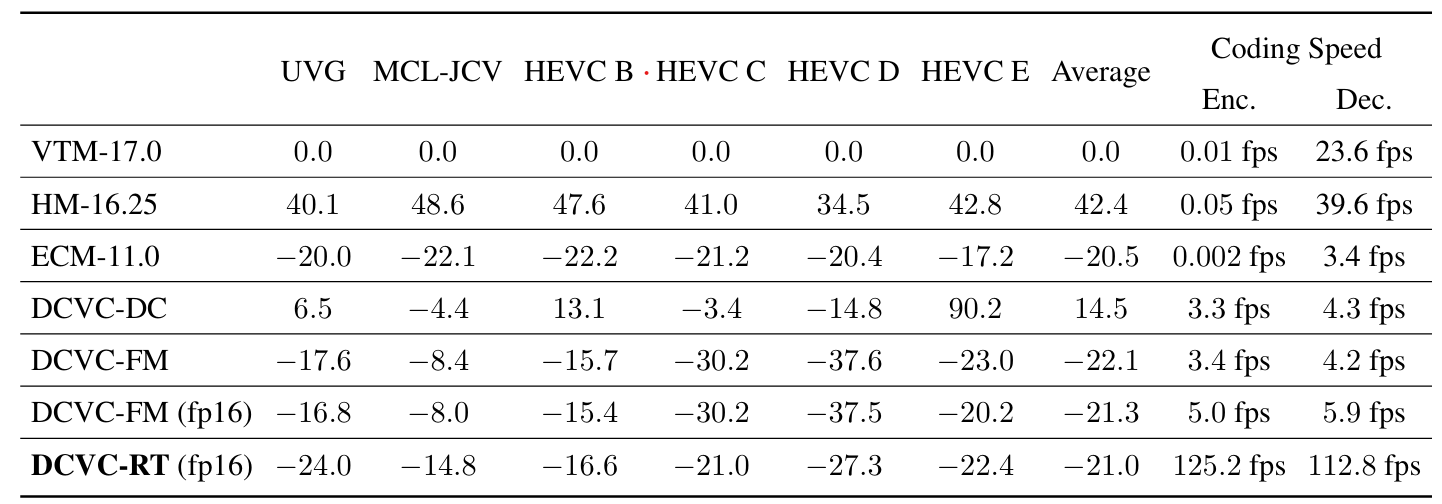 Coding Speed
UVG MCL-JCV HEVC B · HEVC C HEVC D HEVC E Average
Enc. Dec.
VTM-17.0 0.0 0.0 0.0 0.0 0.0 0.0 0.0 0.01 fps 23.6 fps
HM-16.25 40.1 48.6 47.6 41.0 34.5 42.8 42.4 0.05 fps 39.6 fps
ECM-11.0 −20.0 −22.1 −22.2 −21.2 −20.4 −17.2 −20.5 0.002 fps 3.4 fps
DCVC-DC 6.5 −4.4 13.1 −3.4 −14.8 90.2 14.5 3.3 fps 4.3 fps
DCVC-FM −17.6 −8.4 −15.7 −30.2 −37.6 −23.0 −22.1 3.4 fps 4.2 fps
DCVC-FM (fp16) −16.8 −8.0 −15.4 −30.2 −37.5 −20.2 −21.3 5.0 fps 5.9 fps
DCVC-RT (fp16) −24.0 −14.8 −16.6 −21.0 −27.3 −22.4 −21.0 125.2 fps 112.8 fps